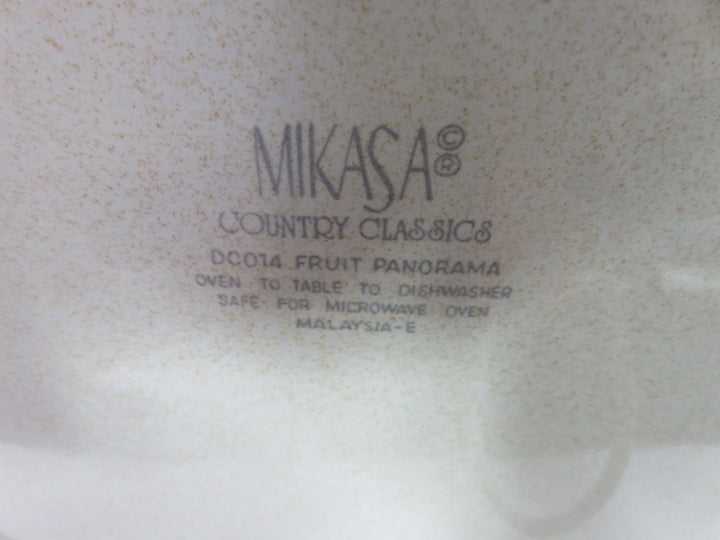 MIKASA©®
COUNTRY CLASSICS
DC014 FRUIT PANORAMA
OVEN TO TABLE TO DISHWASHER
SAFE FOR MICROWAVE OVEN
MALAYSIA-E